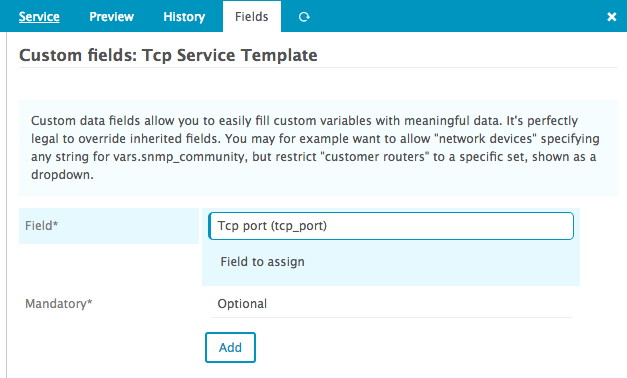 Service Preview History Fields
Custom fields: Tcp Service Template
Custom data fields allow you to easily fill custom variables with meaningful data. It's perfectly
legal to override inherited fields. You may for example want to allow "network devices" specifying
any string for vars.snmp_community, but restrict "customer routers" to a specific set, shown as a
dropdown.
Field* Tcp port (tcp_port)
Field to assign
Mandatory* Optional
Add